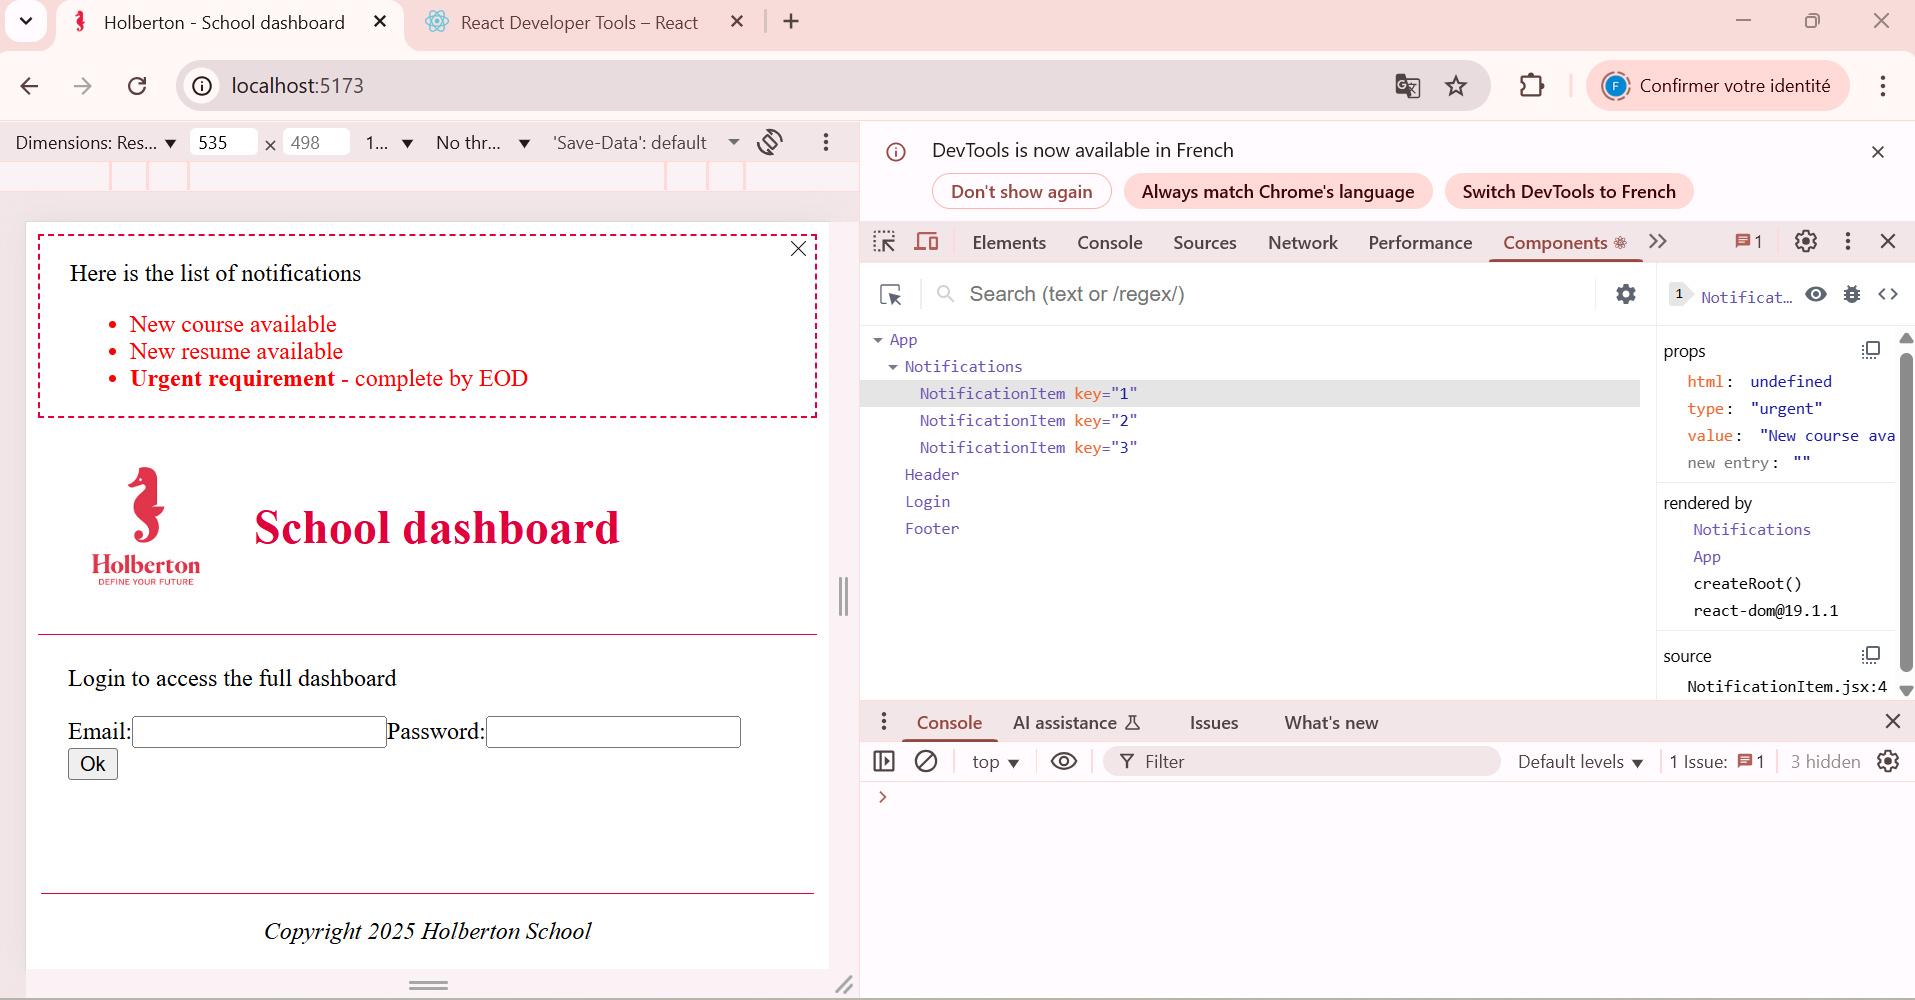 Holberton - School dashboard
React Developer Tools – React
localhost:5173
Confirmer votre identité
Dimensions: Res... 535 × 498 1... No thr... 'Save-Data': default
Here is the list of notifications
New course available
New resume available
Urgent requirement - complete by EOD
Holberton
DEFINE YOUR FUTURE
School dashboard
Login to access the full dashboard
Email: Password:
Ok
Copyright 2025 Holberton School
DevTools is now available in French
Don't show again Always match Chrome's language Switch DevTools to French
Elements Console Sources Network Performance Components 1
Search (text or /regex/)
App
Notifications
NotificationItem key="1"
NotificationItem key="2"
NotificationItem key="3"
Header
Login
Footer
1 Notificat...
props
html: undefined
type: "urgent"
value: "New course ava
new entry: ""
rendered by
Notifications
App
createRoot()
react-dom@19.1.1
source
NotificationItem.jsx:4
Console AI assistance Issues What's new
top Filter Default levels 1 Issue: 1 3 hidden